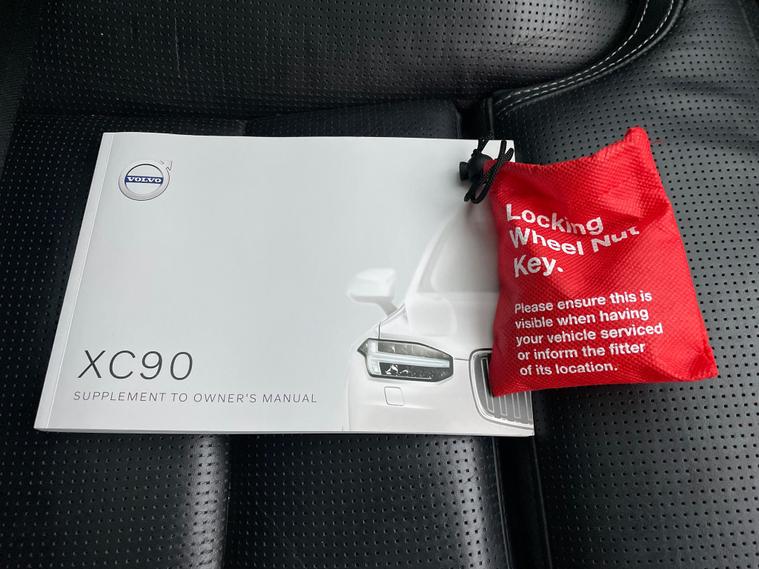 VOLVO
XC90
SUPPLEMENT TO OWNER'S MANUAL
Locking
Wheel Nut
Key.
Please ensure this is
visible when having
your vehicle serviced
or inform the fitter
of its location.